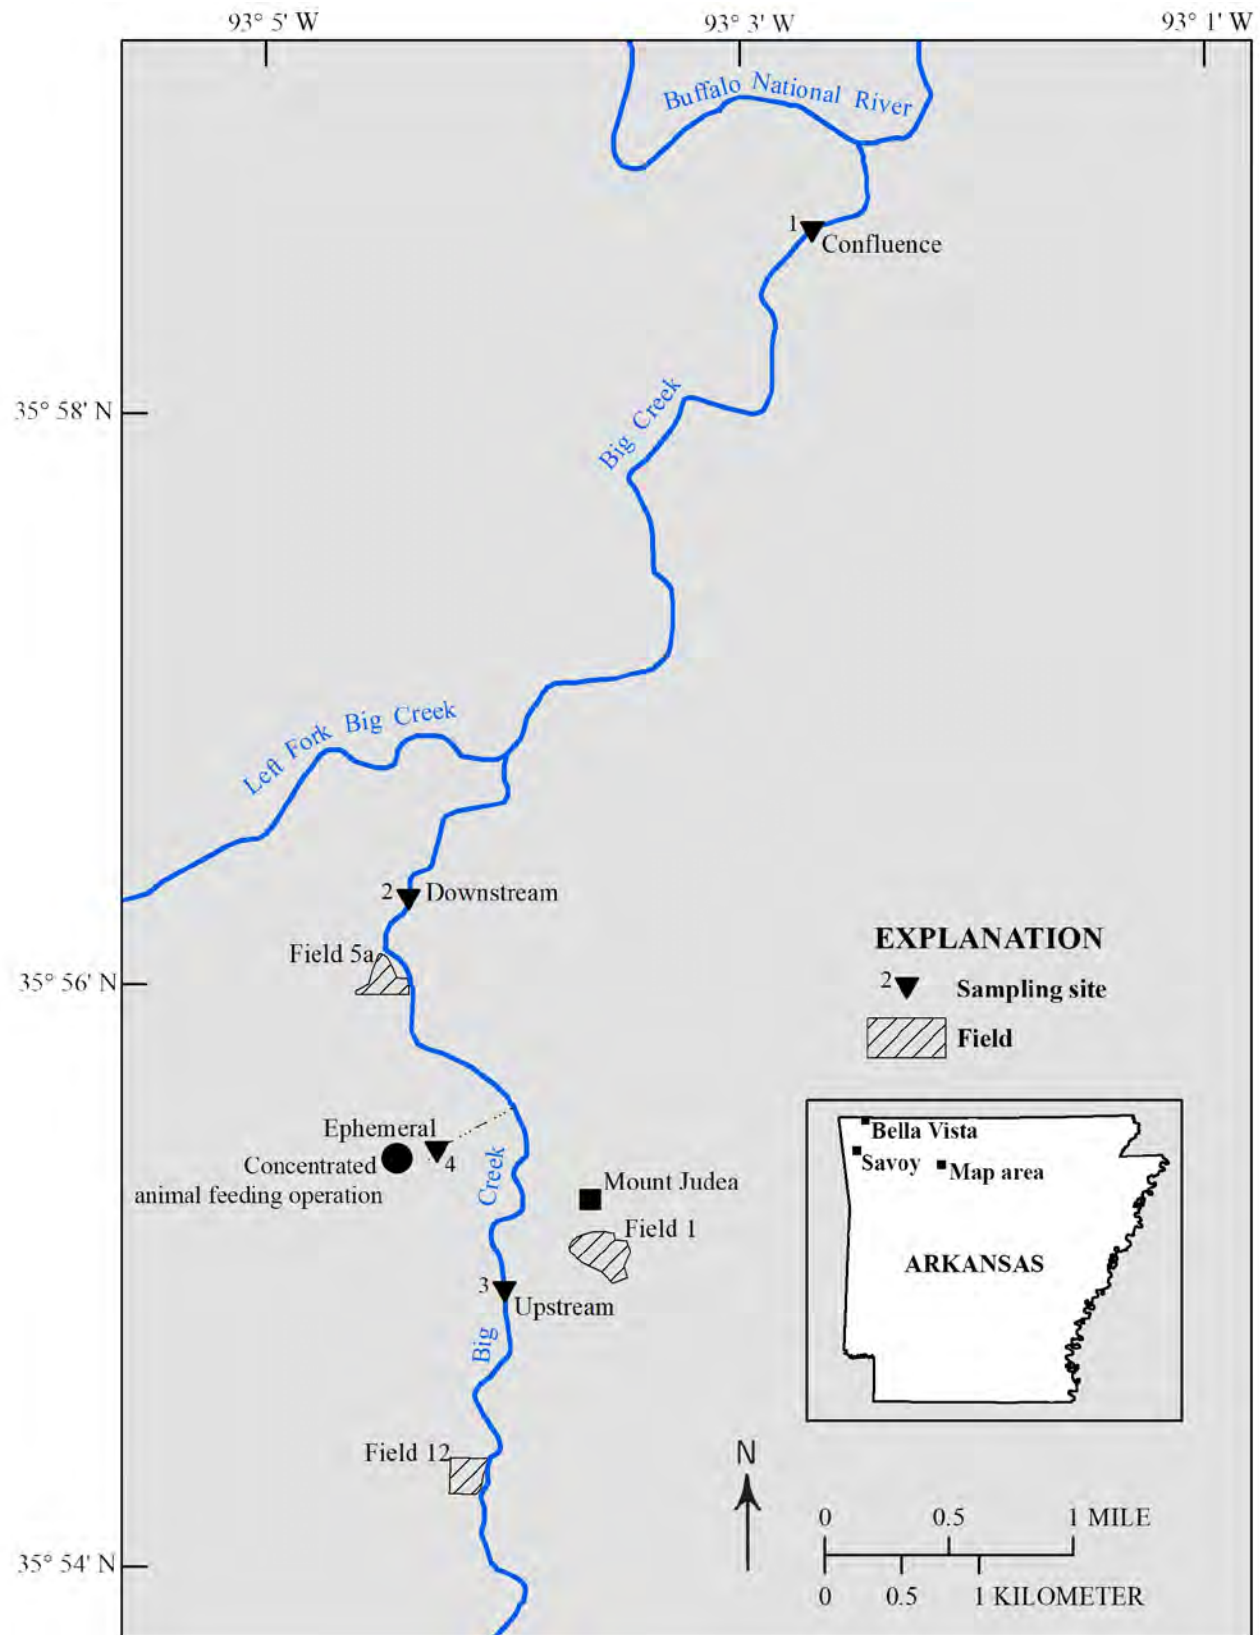 93° 5' W 93° 3' W 93° 1' W
Buffalo National River
1
Confluence
35° 58' N
Big Creek
Left Fork Big Creek
2 Downstream
Field 5a
35° 56' N
EXPLANATION
2 Sampling site
Field
Ephemeral
4
Concentrated
animal feeding operation
Creek
Mount Judea
Field 1
3
Upstream
Big
Bella Vista
Savoy
Map area
ARKANSAS
Field 12
N
0 0.5 1 MILE
35° 54' N
0 0.5 1 KILOMETER